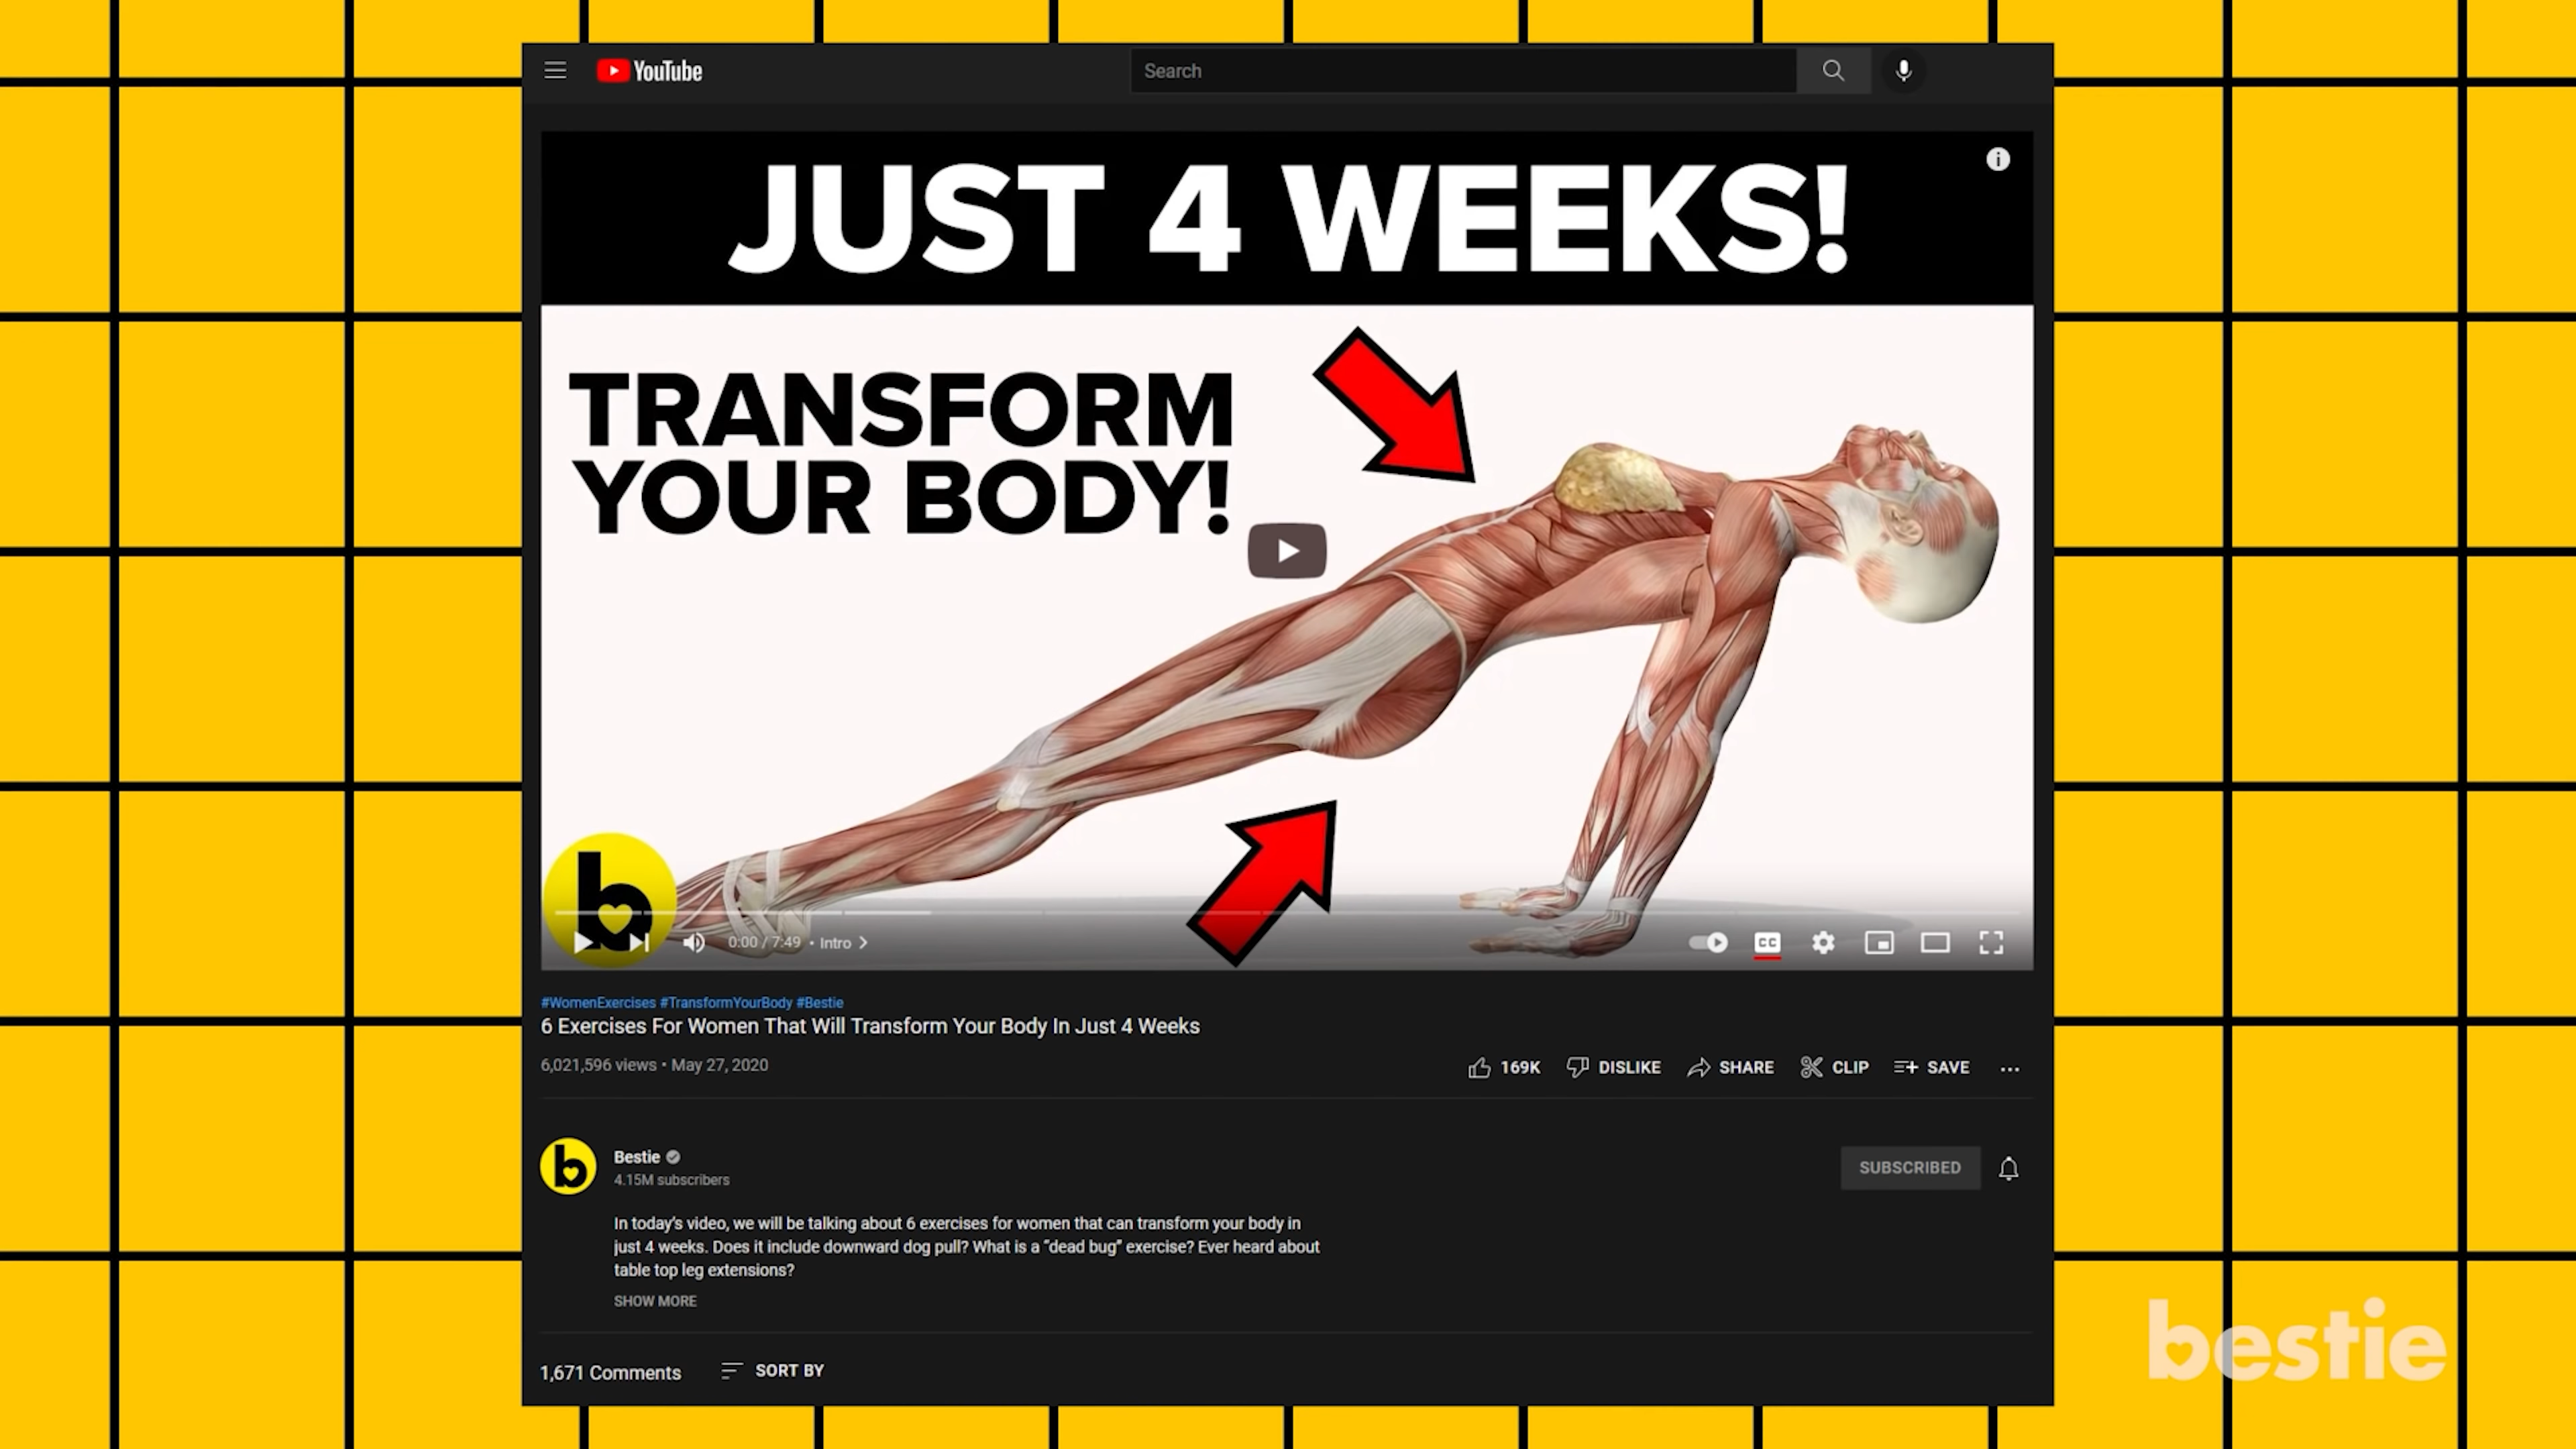 YouTube
Search
JUST 4 WEEKS!
TRANSFORM
YOUR BODY!
b
0:00 / 7:49 • Intro
CC
#WomenExercises #TransformYourBody #Bestie
6 Exercises For Women That Will Transform Your Body In Just 4 Weeks
6,021,596 views • May 27, 2020
169K DISLIKE SHARE CLIP SAVE
b
Bestie
4.15M subscribers
SUBSCRIBED
In today's video, we will be talking about 6 exercises for women that can transform your body in
just 4 weeks. Does it include downward dog pull? What is a "dead bug" exercise? Ever heard about
table top leg extensions?
SHOW MORE
1,671 Comments SORT BY
bestie